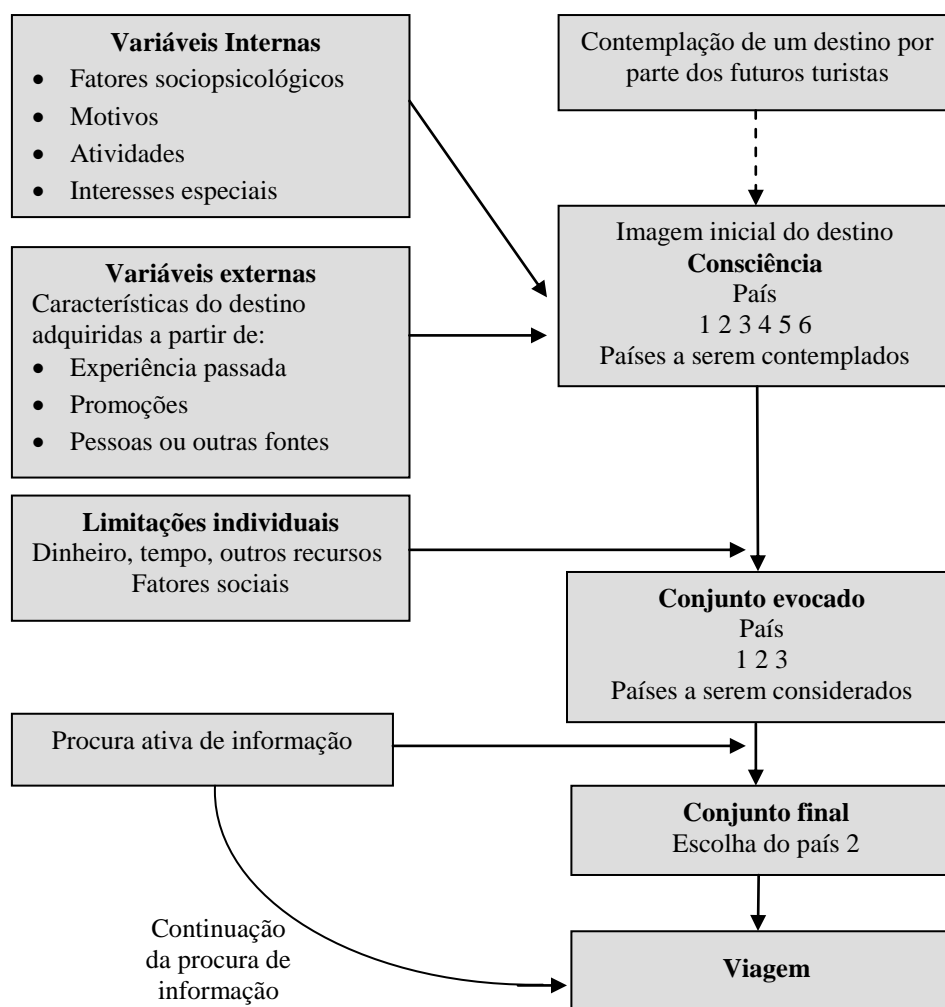 Variáveis Internas
• Fatores sociopsicológicos
• Motivos
• Atividades
• Interesses especiais
Contemplação de um destino por
parte dos futuros turistas
Imagem inicial do destino
Consciência
País
1 2 3 4 5 6
Países a serem contemplados
Variáveis externas
Características do destino
adquiridas a partir de:
• Experiência passada
• Promoções
• Pessoas ou outras fontes
Limitações individuais
Dinheiro, tempo, outros recursos
Fatores sociais
Conjunto evocado
País
1 2 3
Países a serem considerados
Procura ativa de informação
Conjunto final
Escolha do país 2
Continuação
da procura de
informação
Viagem